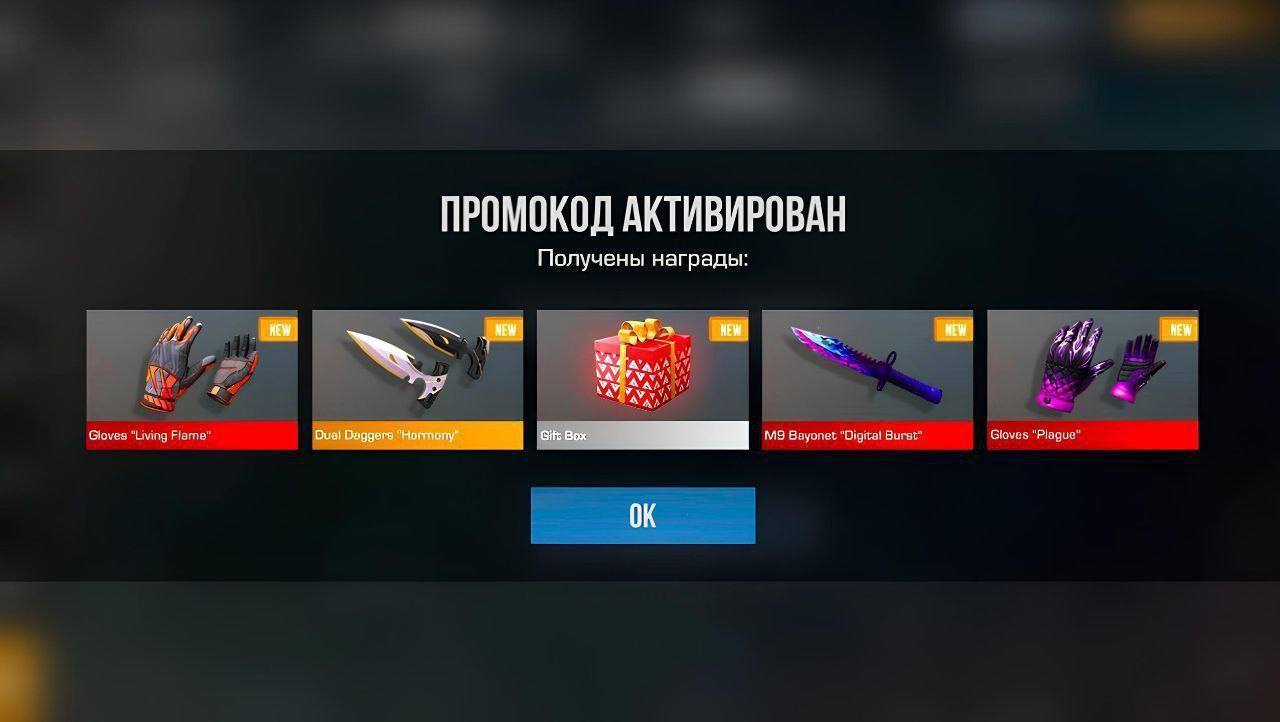 ПРОМОКОД АКТИВИРОВАН
Получены награды:
NEW
NEW
NEW
NEW
NEW
Gloves "Living Flame"
Dual Daggers "Harmony"
Gift Box
M9 Bayonet "Digital Burst"
Gloves "Plague"
OK